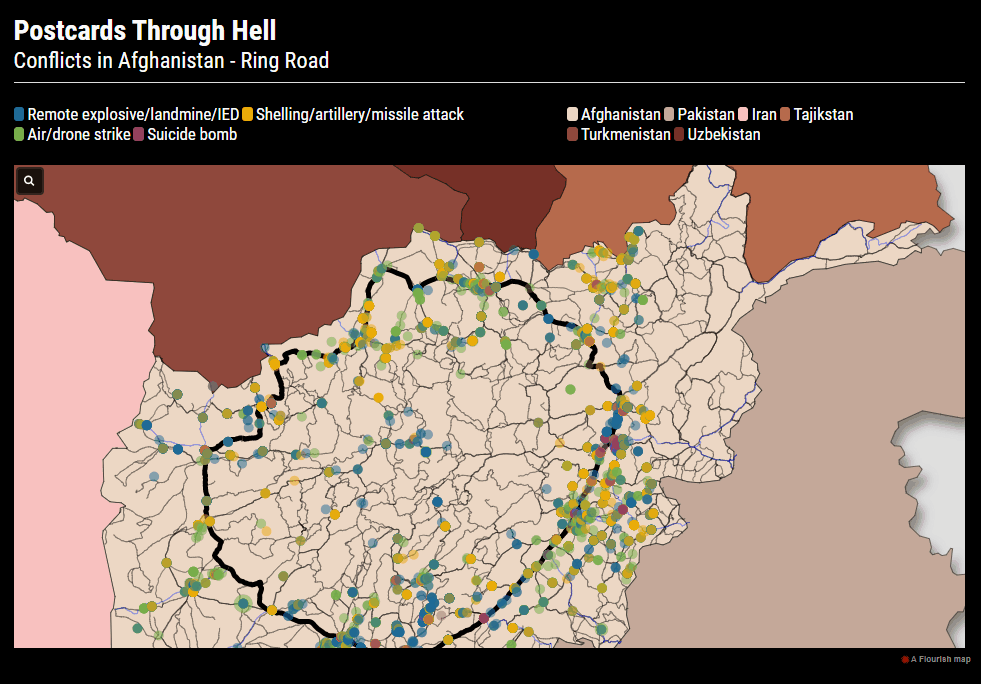 Postcards Through Hell
Conflicts in Afghanistan - Ring Road
Remote explosive/landmine/IED Shelling/artillery/missile attack
Air/drone strike Suicide bomb
Afghanistan Pakistan Iran Tajikstan
Turkmenistan Uzbekistan
A Flourish map